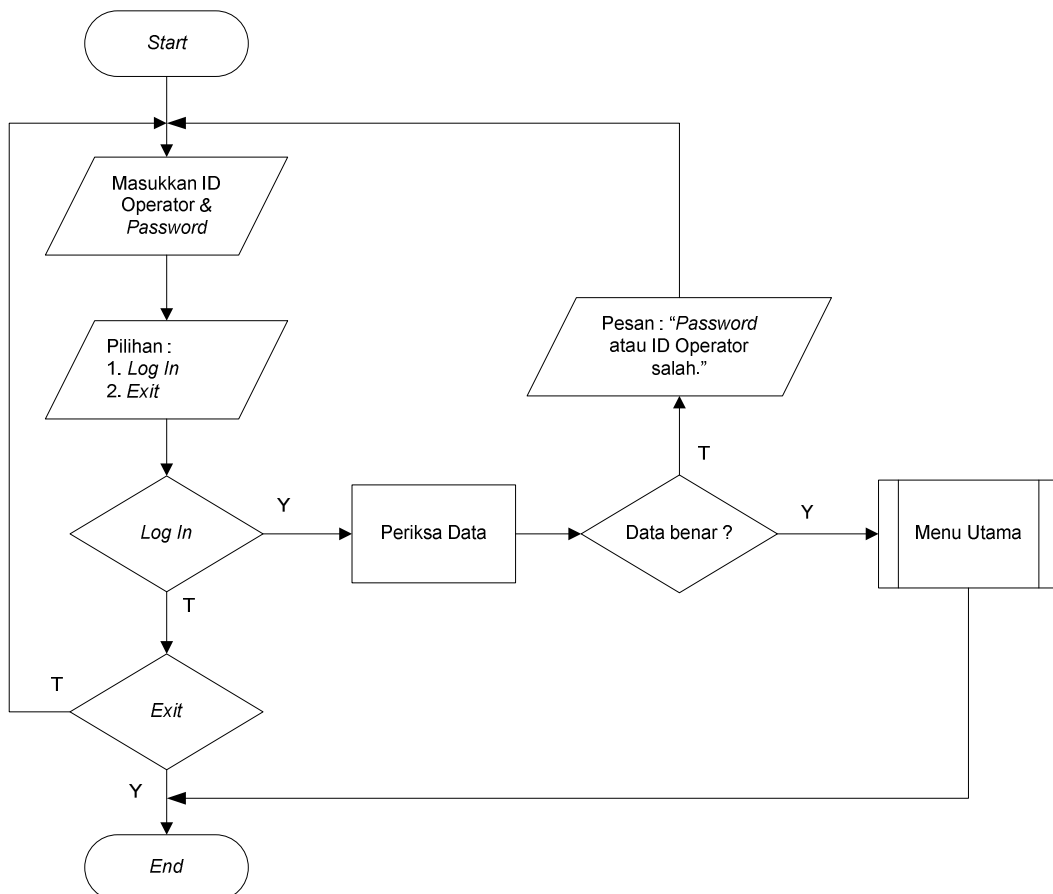 Start
Masukkan ID
Operator &
Password
Pilihan :
1. Log In
2. Exit
Log In
Y
T
Periksa Data
Data benar ?
T
Pesan : “Password
atau ID Operator
salah.”
Y
Menu Utama
Exit
T
Y
End